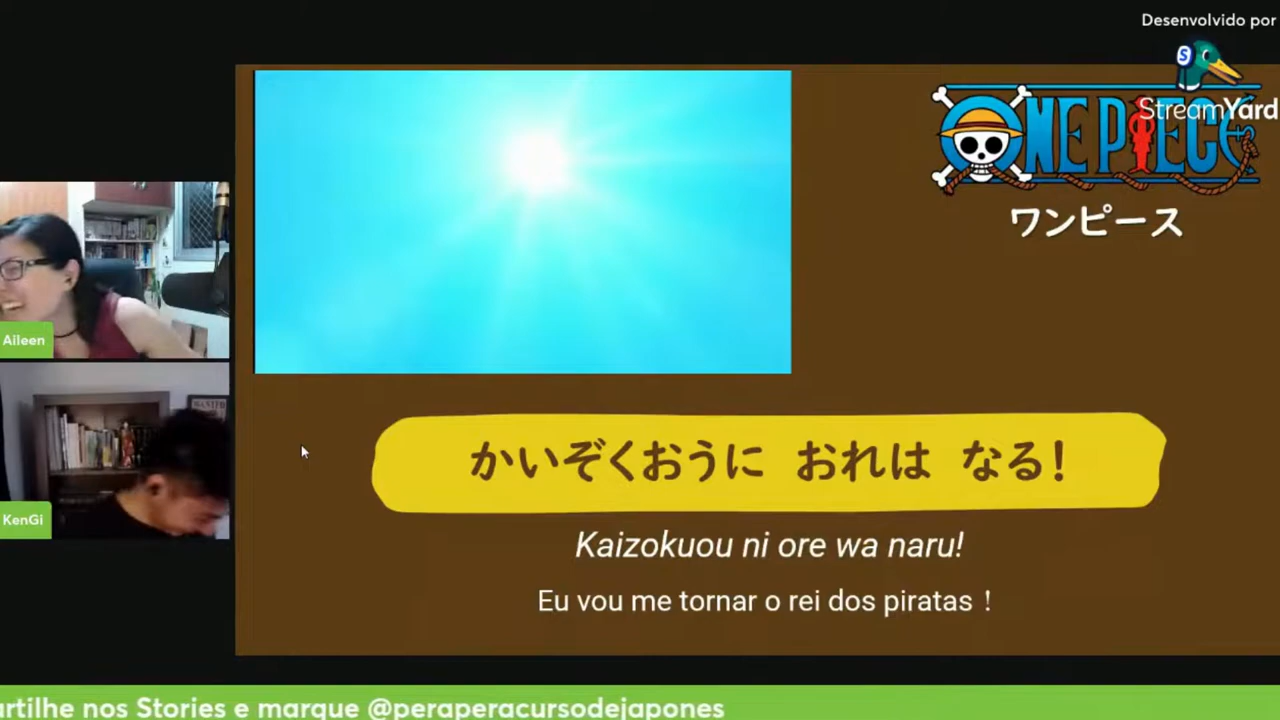 Desenvolvido por
StreamYard
ONE PIECE
ワンピース
Aileen
KenGi
かいぞくおうに おれは なる!
Kaizokuou ni ore wa naru!
Eu vou me tornar o rei dos piratas !
artilhe nos Stories e marque @peraperacursodejapones